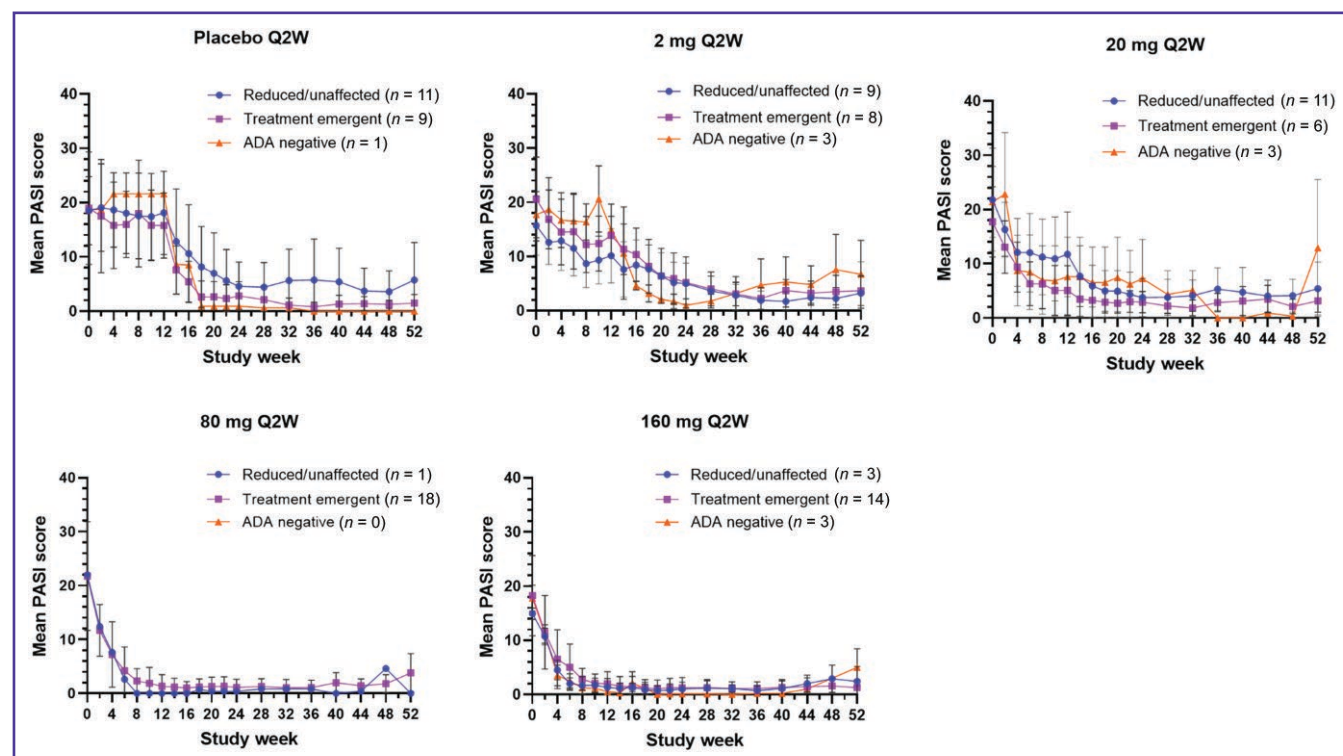 Placebo Q2W
Reduced/unaffected (n = 11)
Treatment emergent (n = 9)
ADA negative (n = 1)
Mean PASI score
40
30
20
10
0
0 4 8 12 16 20 24 28 32 36 40 44 48 52
Study week
2 mg Q2W
Reduced/unaffected (n = 9)
Treatment emergent (n = 8)
ADA negative (n = 3)
Mean PASI score
40
30
20
10
0
0 4 8 12 16 20 24 28 32 36 40 44 48 52
Study week
20 mg Q2W
Reduced/unaffected (n = 11)
Treatment emergent (n = 6)
ADA negative (n = 3)
Mean PASI score
40
30
20
10
0
0 4 8 12 16 20 24 28 32 36 40 44 48 52
Study week
80 mg Q2W
Reduced/unaffected (n = 1)
Treatment emergent (n = 18)
ADA negative (n = 0)
Mean PASI score
40
30
20
10
0
0 4 8 12 16 20 24 28 32 36 40 44 48 52
Study week
160 mg Q2W
Reduced/unaffected (n = 3)
Treatment emergent (n = 14)
ADA negative (n = 3)
Mean PASI score
40
30
20
10
0
0 4 8 12 16 20 24 28 32 36 40 44 48 52
Study week